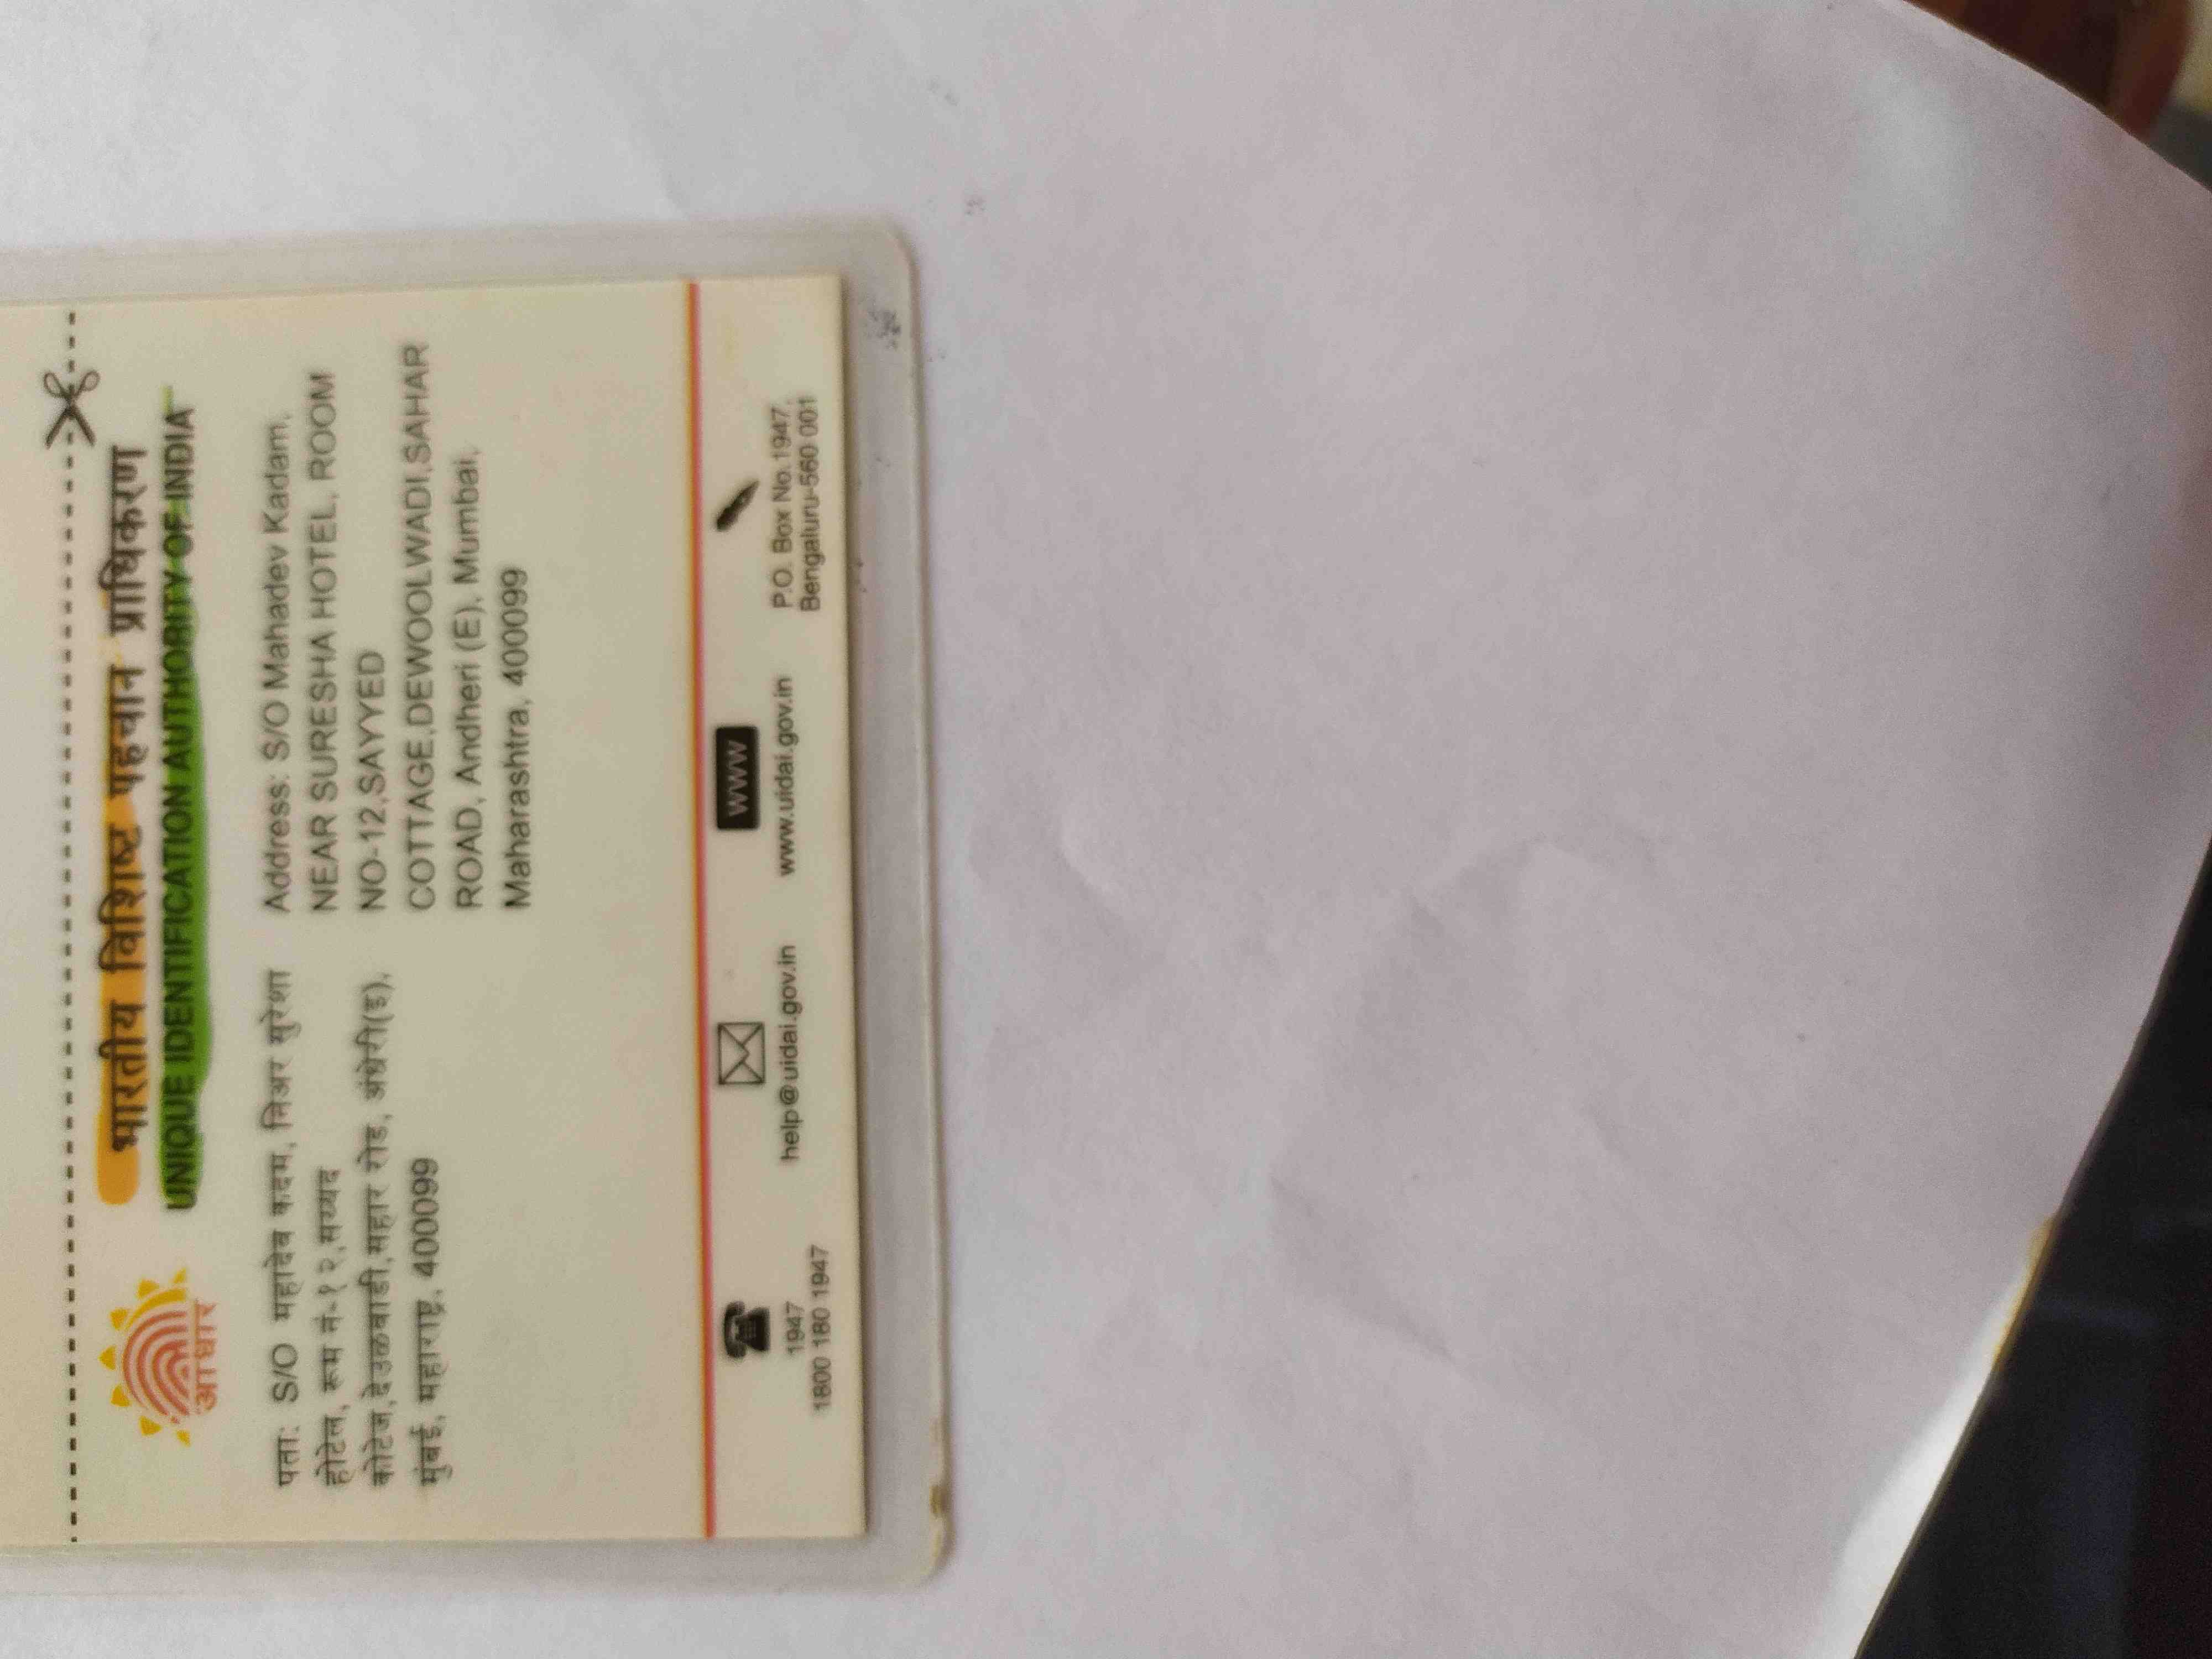 आधार
भारतीय विशिष्ट पहचान प्राधिकरण
UNIQUE IDENTIFICATION AUTHORITY OF INDIA
पता: S/O महादेव कदम, निअर सुरेशा
होटेल, रूम नं-१२,सय्यद
कोटेज,देउळवाडी,सहार रोड, अंधेरी(इ),
मुंबई, महाराष्ट्र, 400099
Address: S/O Mahadev Kadam,
NEAR SURESHA HOTEL, ROOM
NO-12,SAYYED
COTTAGE,DEWOOLWADI,SAHAR
ROAD, Andheri (E), Mumbai,
Maharashtra, 400099
1947
1800 180 1947
help@uidai.gov.in
WWW
www.uidai.gov.in
P.O. Box No.1947,
Bengaluru-560 001